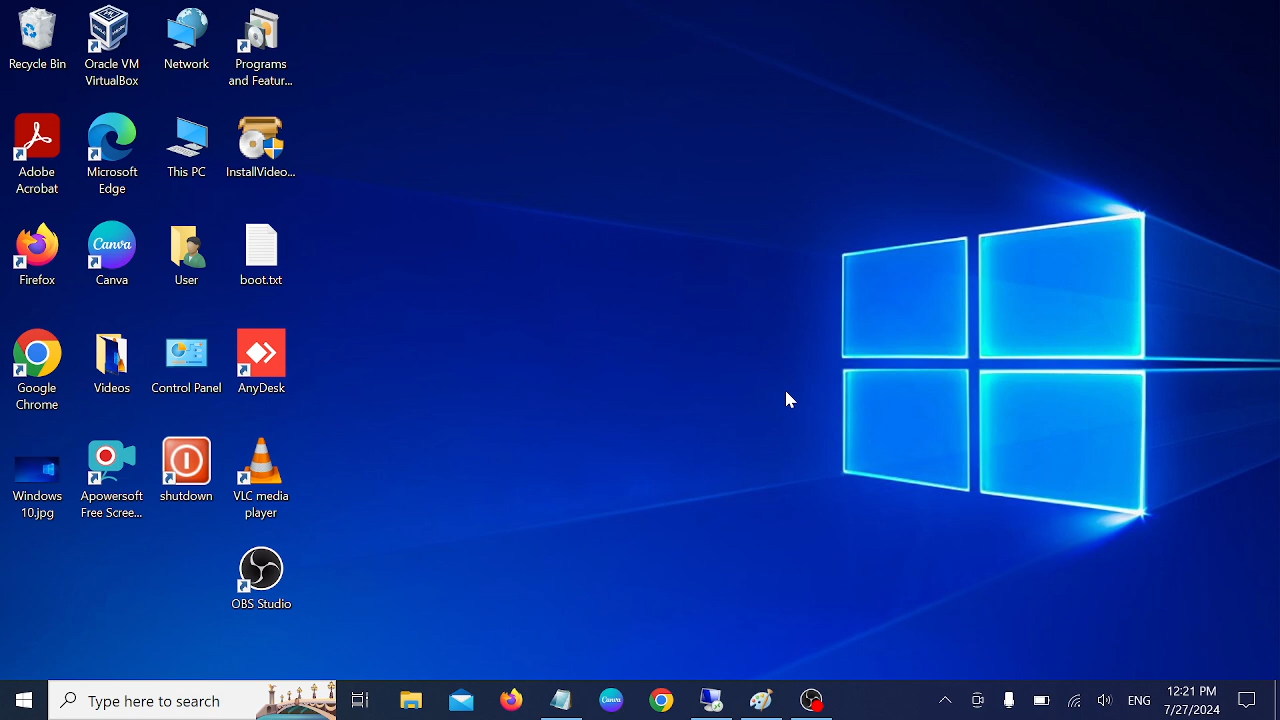 Recycle Bin
Oracle VM
VirtualBox
Network
Programs
and Featur...
Adobe
Acrobat
Microsoft
Edge
This PC
InstallVideo...
Firefox
Canva
Canva
User
boot.txt
Google
Chrome
Videos
Control Panel
AnyDesk
Windows
10.jpg
Apowersoft
Free Scree...
shutdown
VLC media
player
OBS Studio
Type here to search
Canva
ENG
12:21 PM
7/27/2024